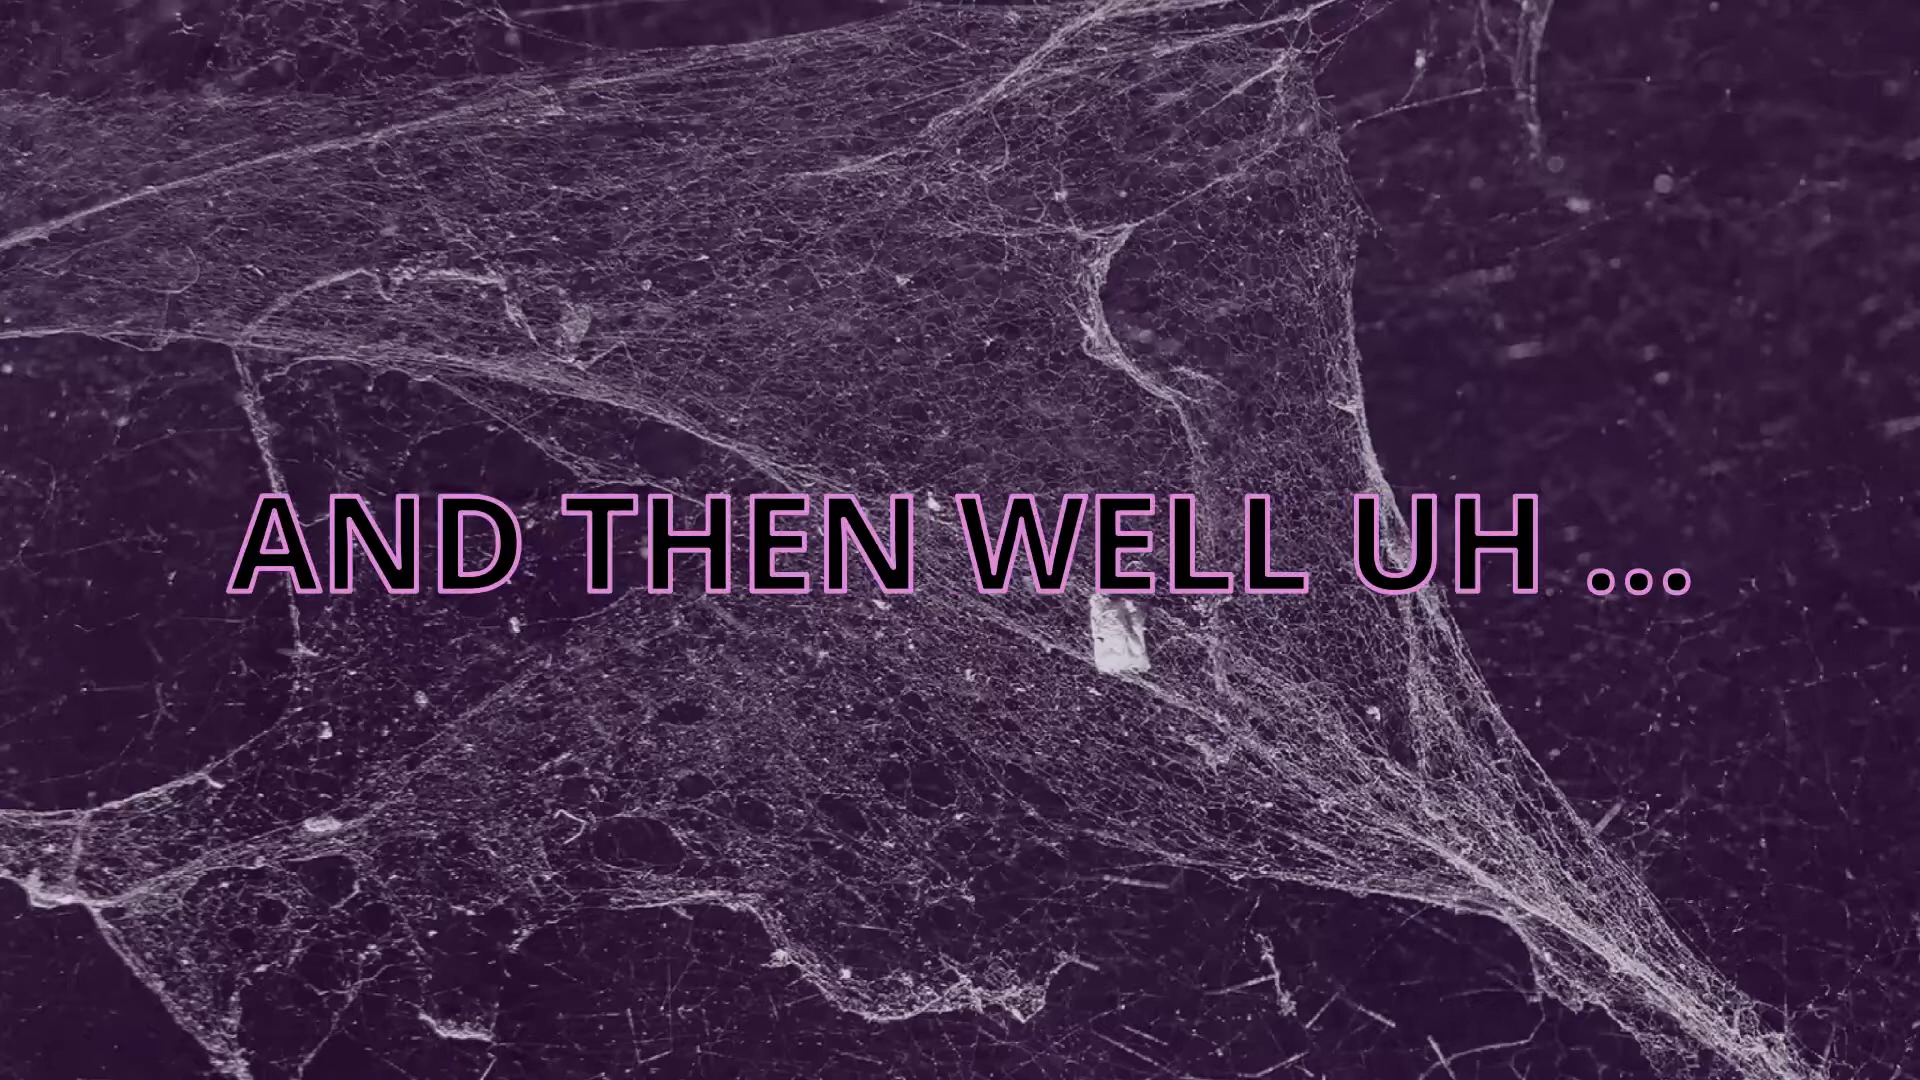 AND THEN WELL UH ...